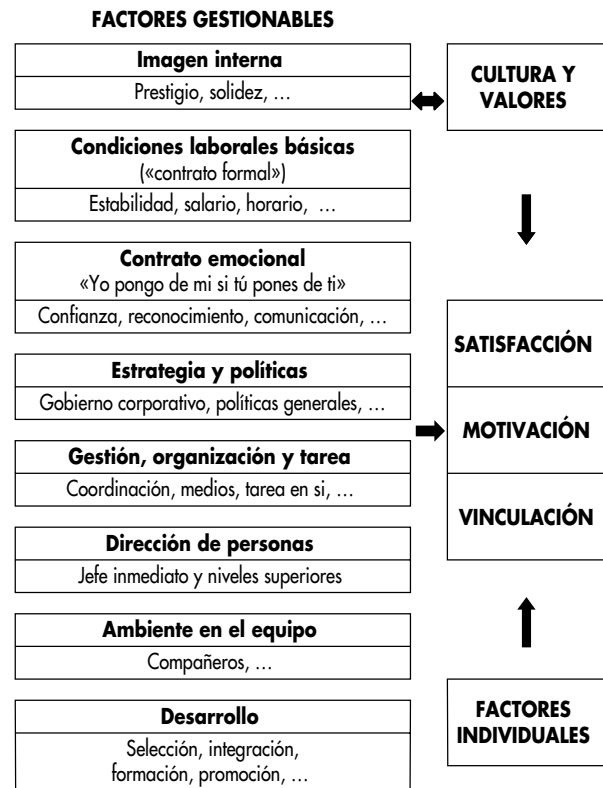 FACTORES GESTIONABLES
Imagen interna
Prestigio, solidez, …
Condiciones laborales básicas
(«contrato formal»)
Estabilidad, salario, horario, …
Contrato emocional
«Yo pongo de mi si tú pones de ti»
Confianza, reconocimiento, comunicación, …
Estrategia y políticas
Gobierno corporativo, políticas generales, …
Gestión, organización y tarea
Coordinación, medios, tarea en si, …
Dirección de personas
Jefe inmediato y niveles superiores
Ambiente en el equipo
Compañeros, …
Desarrollo
Selección, integración,
formación, promoción, …
CULTURA Y
VALORES
SATISFACCIÓN
MOTIVACIÓN
VINCULACIÓN
FACTORES
INDIVIDUALES